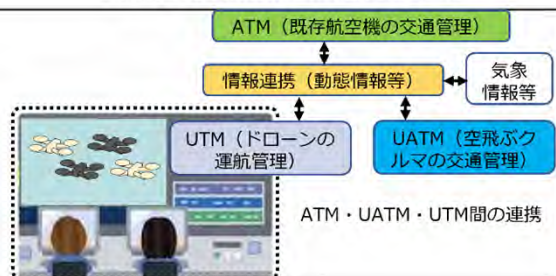 ATM（既存航空機の交通管理）
情報連携（動態情報等）
気象
情報等
UTM（ドローンの
運航管理）
UATM（空飛ぶク
ルマの交通管理）
ATM・UATM・UTM間の連携